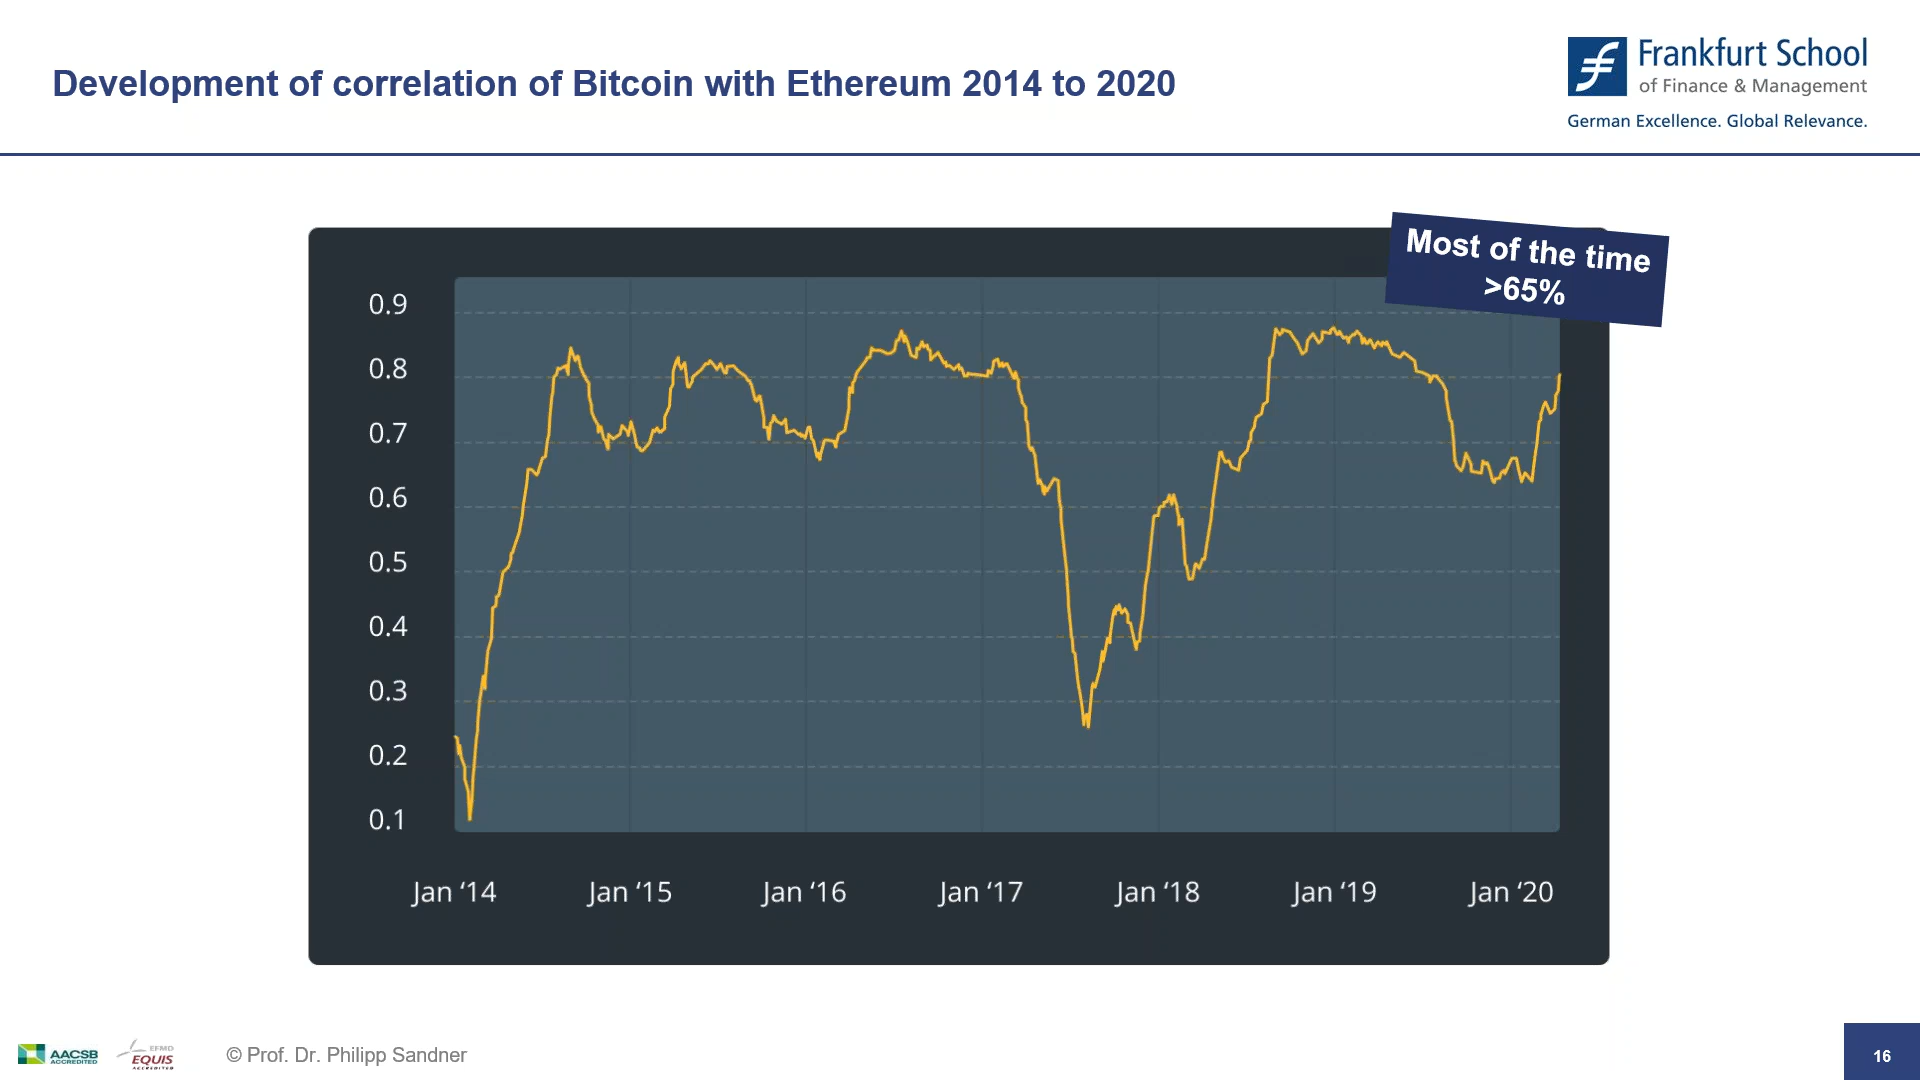 Development of correlation of Bitcoin with Ethereum 2014 to 2020
Frankfurt School
of Finance & Management
German Excellence. Global Relevance.
Most of the time
>65%
0.9
0.8
0.7
0.6
0.5
0.4
0.3
0.2
0.1
Jan ‘14
Jan ‘15
Jan ‘16
Jan ‘17
Jan ‘18
Jan ‘19
Jan ‘20
AACSB
ACCREDITED
EFMD
EQUIS
ACCREDITED
© Prof. Dr. Philipp Sandner
16